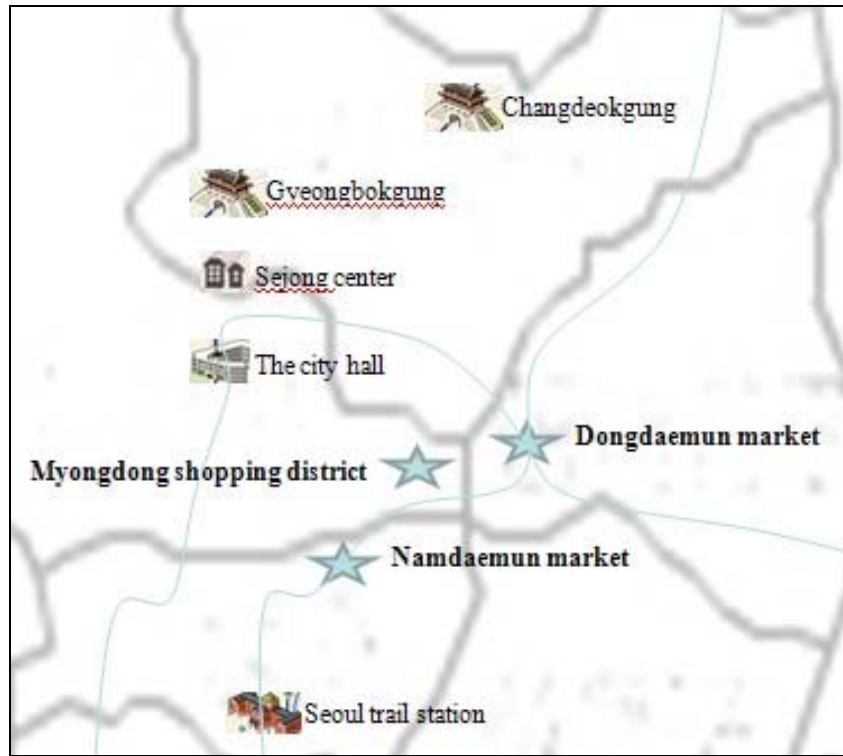 Changdeokgung
Gyeongbokgung
Sejong center
The city hall
Dongdaemun market
Myongdong shopping district
Namdaemun market
Seoul trail station